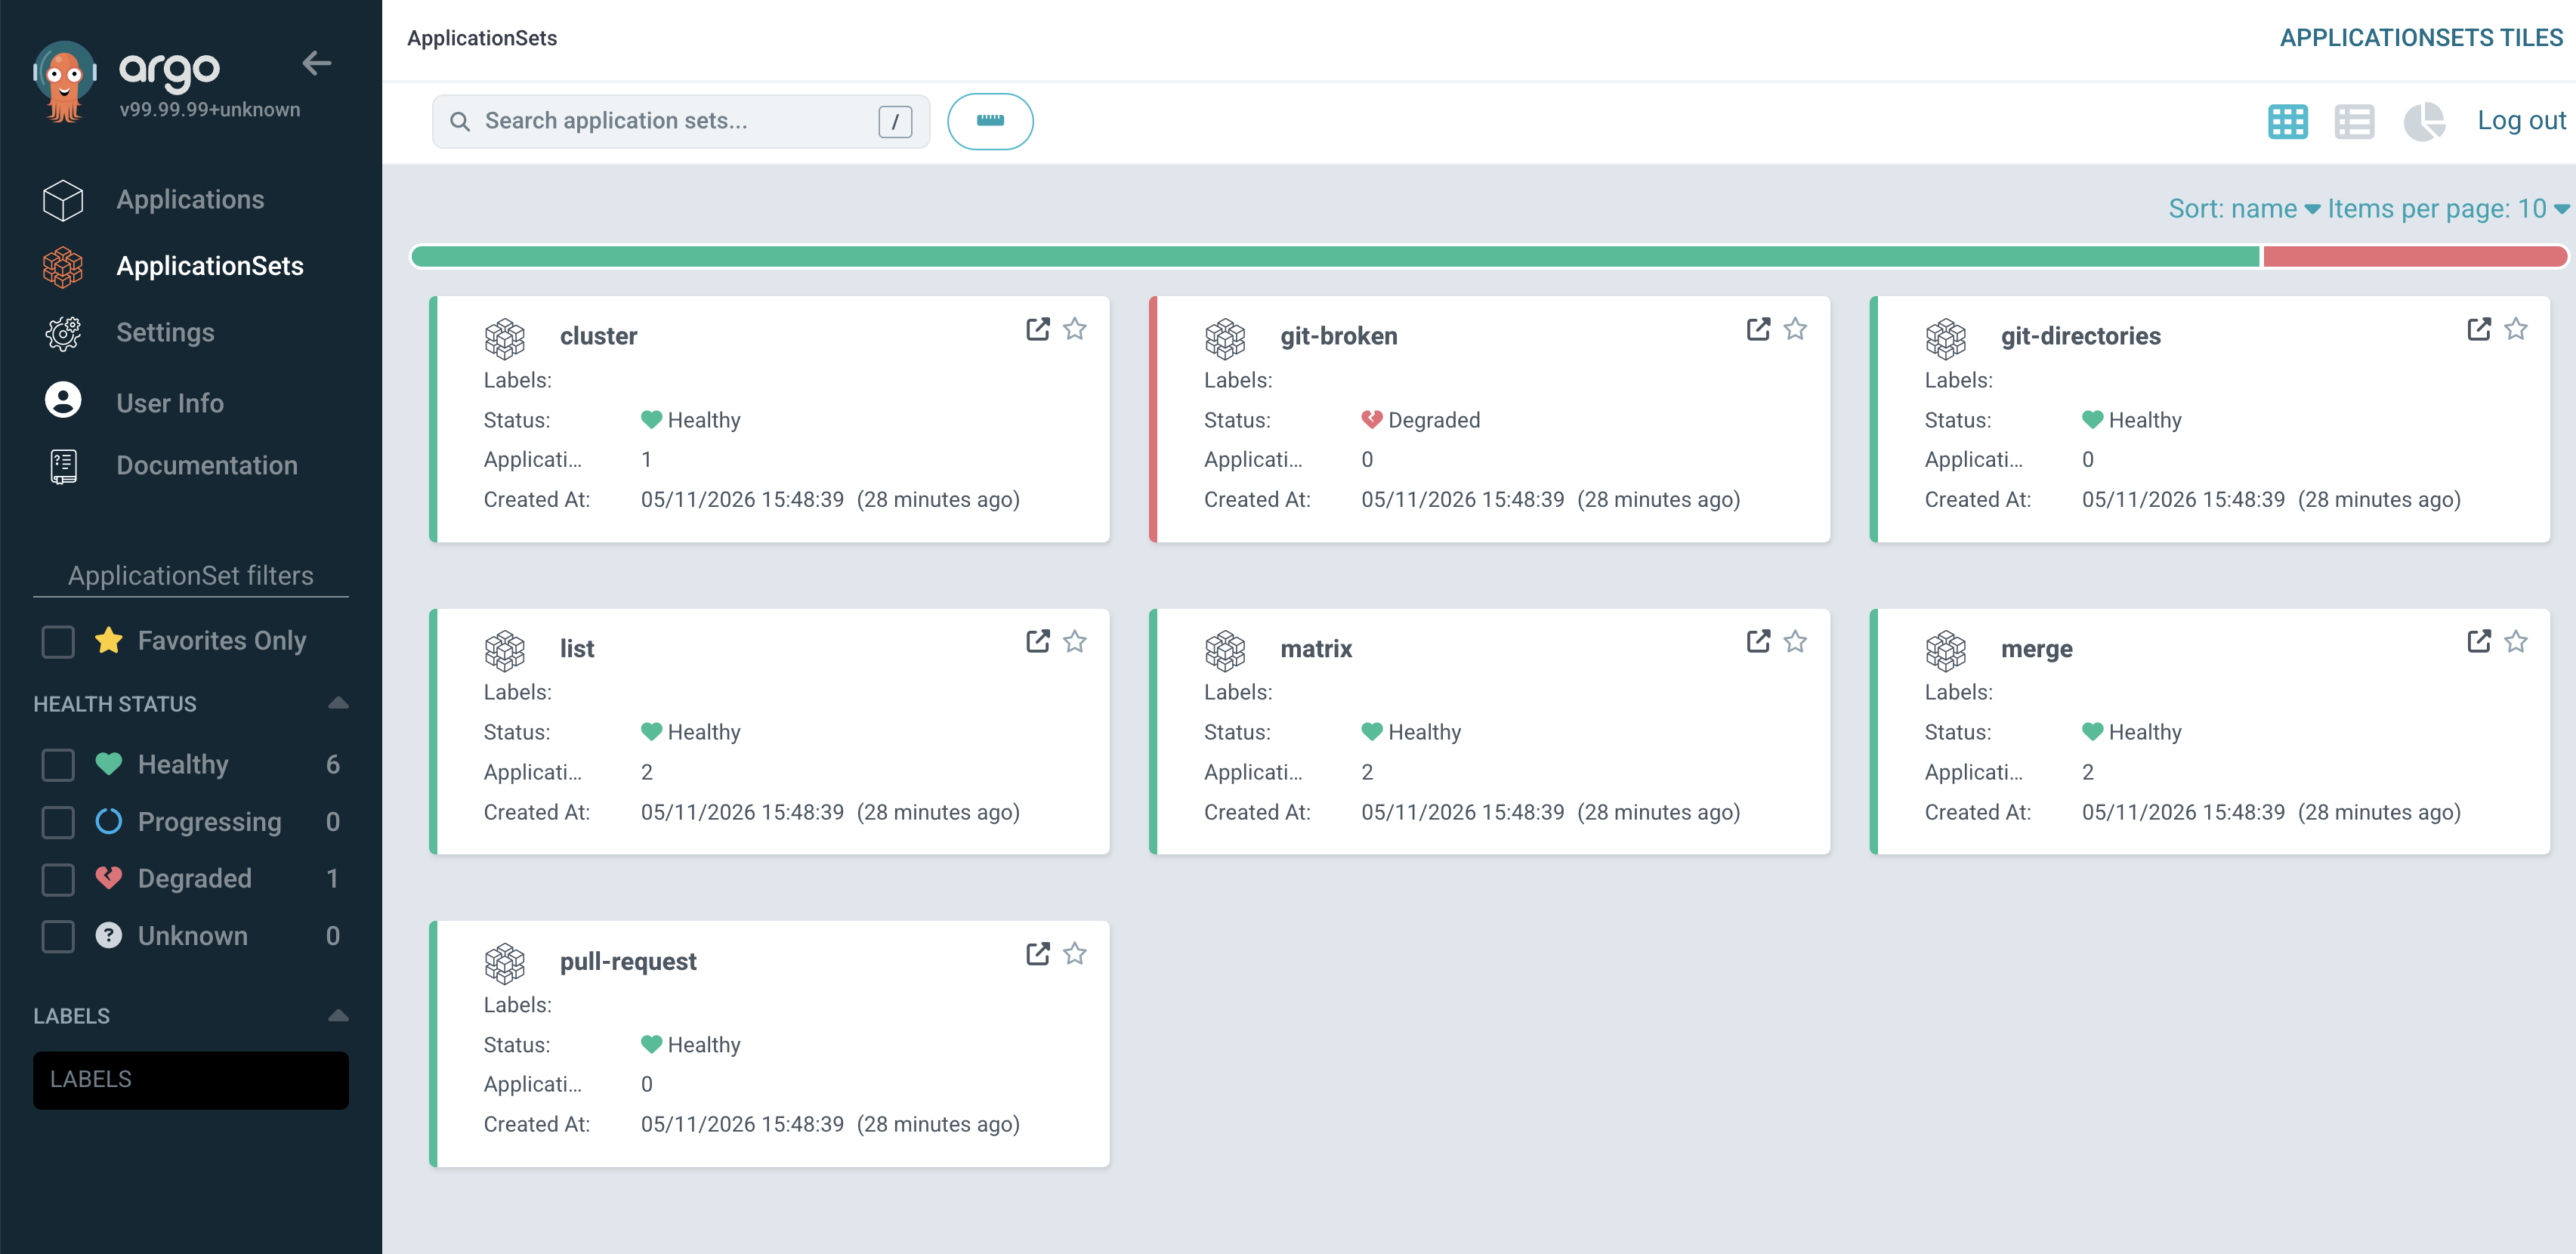 argo
v99.99.99+unknown
Applications
ApplicationSets
Settings
User Info
Documentation
ApplicationSet filters
Favorites Only
HEALTH STATUS
Healthy 6
Progressing 0
Degraded 1
Unknown 0
LABELS
LABELS
ApplicationSets
APPLICATIONSETS TILES
Search application sets... /
Log out
Sort: name Items per page: 10
cluster
Labels:
Status: Healthy
Applicati... 1
Created At: 05/11/2026 15:48:39 (28 minutes ago)
git-broken
Labels:
Status: Degraded
Applicati... 0
Created At: 05/11/2026 15:48:39 (28 minutes ago)
git-directories
Labels:
Status: Healthy
Applicati... 0
Created At: 05/11/2026 15:48:39 (28 minutes ago)
list
Labels:
Status: Healthy
Applicati... 2
Created At: 05/11/2026 15:48:39 (28 minutes ago)
matrix
Labels:
Status: Healthy
Applicati... 2
Created At: 05/11/2026 15:48:39 (28 minutes ago)
merge
Labels:
Status: Healthy
Applicati... 2
Created At: 05/11/2026 15:48:39 (28 minutes ago)
pull-request
Labels:
Status: Healthy
Applicati... 0
Created At: 05/11/2026 15:48:39 (28 minutes ago)